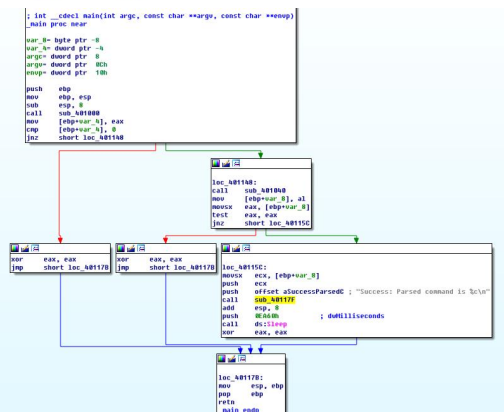 ; int __cdecl main(int argc, const char **argv, const char **envp)
_main proc near
var_8= byte ptr -8
var_4= dword ptr -4
argc= dword ptr  8
argv= dword ptr  0Ch
envp= dword ptr  10h
push    ebp
mov     ebp, esp
sub     esp, 8
call    sub_401000
mov     [ebp+var_4], eax
cmp     [ebp+var_4], 0
jnz     short loc_401148
loc_401148:
call    sub_401040
mov     [ebp+var_8], al
movsx   eax, [ebp+var_8]
test    eax, eax
jnz     short loc_40115C
xor     eax, eax
jmp     short loc_40117B
xor     eax, eax
jmp     short loc_40117B
loc_40115C:
movsx   ecx, [ebp+var_8]
push    ecx
push    offset aSuccessParsedC ; "Success: Parsed command is %c\n"
call    sub_40117F
add     esp, 8
push    0EA60h          ; dwMilliseconds
call    ds:Sleep
xor     eax, eax
loc_40117B:
mov     esp, ebp
pop     ebp
retn
_main endp